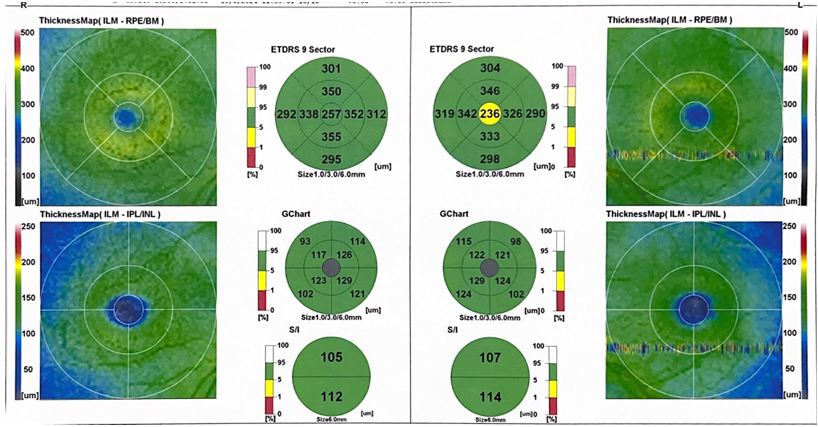 R
L
ThicknessMap( ILM - RPE/BM )
ThicknessMap( ILM - RPE/BM )
ETDRS 9 Sector
ETDRS 9 Sector
500
400
300
200
100
[um]
100
99
95
5
1
0
[%]
301
350
292 338 257 352 312
355
295
[um]
Size1.0/3.0/6.0mm
304
346
319 342 236 326 290
333
298
[um]
Size1.0/3.0/6.0mm
100
99
95
5
1
0
[%]
500
400
300
200
100
[um]
ThicknessMap( ILM - IPL/INL )
ThicknessMap( ILM - IPL/INL )
GChart
GChart
250
200
150
100
50
[um]
100
95
5
1
0
[%]
93 114
117 126
123 129
102 121
[um]
Size1.0/3.0/6.0mm
115 98
122 121
129 124
124 102
[um]
Size1.0/3.0/6.0mm
100
95
5
1
0
[%]
250
200
150
100
50
[um]
S/I
S/I
100
95
5
1
0
[%]
105
112
[um]
Size6.0mm
107
114
[um]
Size6.0mm
100
95
5
1
0
[%]